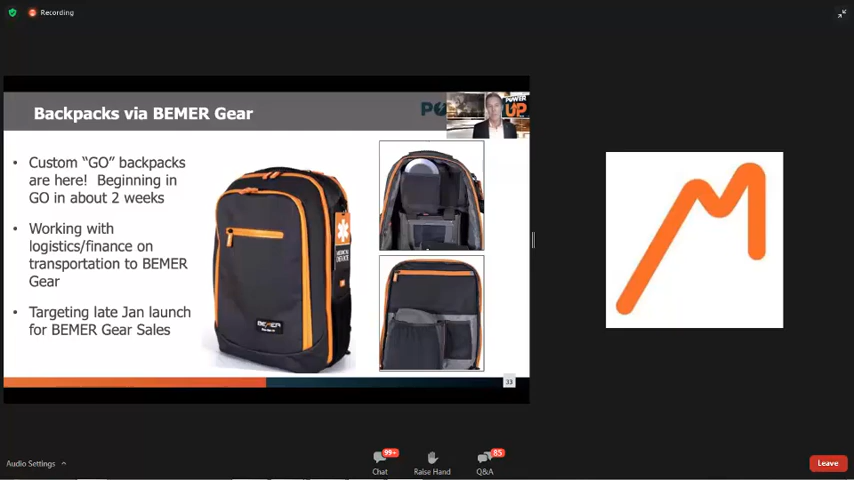 Recording
Backpacks via BEMER Gear
PO
POWER
UP
• Custom “GO” backpacks
are here! Beginning in
GO in about 2 weeks
• Working with
logistics/finance on
transportation to BEMER
Gear
• Targeting late Jan launch
for BEMER Gear Sales
BEMER
33
Audio Settings
99+
Chat
Raise Hand
85
Q&A
Leave